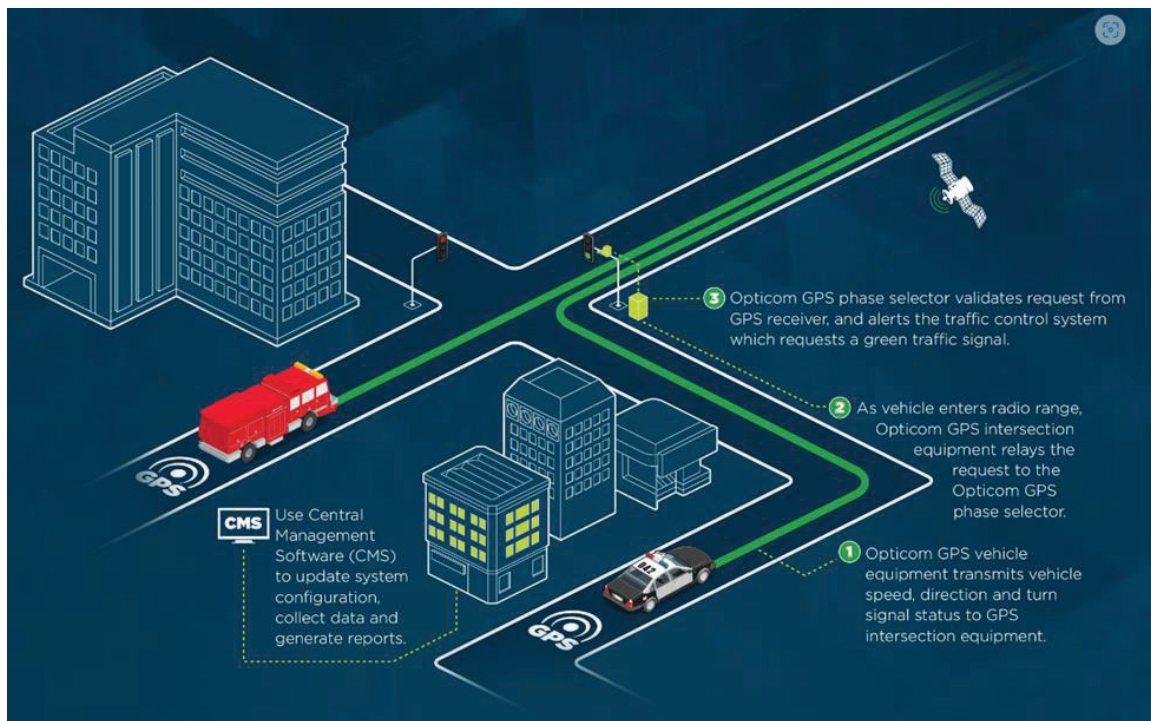 3 Opticom GPS phase selector validates request from
GPS receiver, and alerts the traffic control system
which requests a green traffic signal.
2 As vehicle enters radio range,
Opticom GPS intersection
equipment relays the
request to the
Opticom GPS
phase selector.
GPS
CMS
Use Central
Management
Software (CMS)
to update system
configuration,
collect data and
generate reports.
042
GPS
1 Opticom GPS vehicle
equipment transmits vehicle
speed, direction and turn
signal status to GPS
intersection equipment.